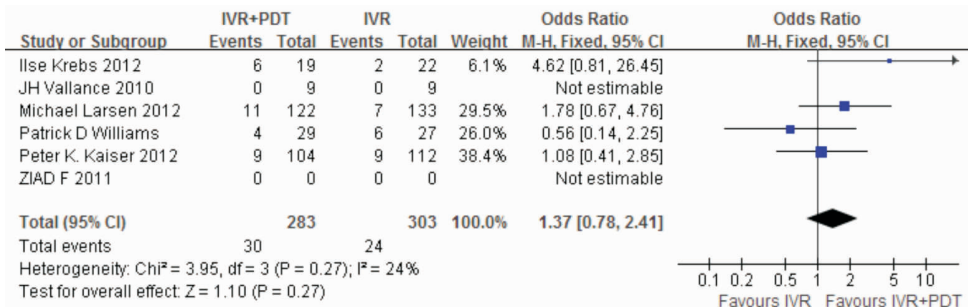 IVR+PDT IVR Odds Ratio Odds Ratio
Study or Subgroup Events Total Events Total Weight M-H, Fixed, 95% CI M-H, Fixed, 95% CI
Ilse Krebs 2012 6 19 2 22 6.1% 4.62 [0.81, 26.45]
JH Vallance 2010 0 9 0 9 Not estimable
Michael Larsen 2012 11 122 7 133 29.5% 1.78 [0.67, 4.76]
Patrick D Williams 4 29 6 27 26.0% 0.56 [0.14, 2.25]
Peter K. Kaiser 2012 9 104 9 112 38.4% 1.08 [0.41, 2.85]
ZIAD F 2011 0 0 0 0 Not estimable
Total (95% CI) 283 303 100.0% 1.37 [0.78, 2.41]
Total events 30 24
Heterogeneity: Chi² = 3.95, df = 3 (P = 0.27); I² = 24%
Test for overall effect: Z = 1.10 (P = 0.27)
0.1 0.2 0.5 1 2 5 10
Favours IVR Favours IVR+PDT